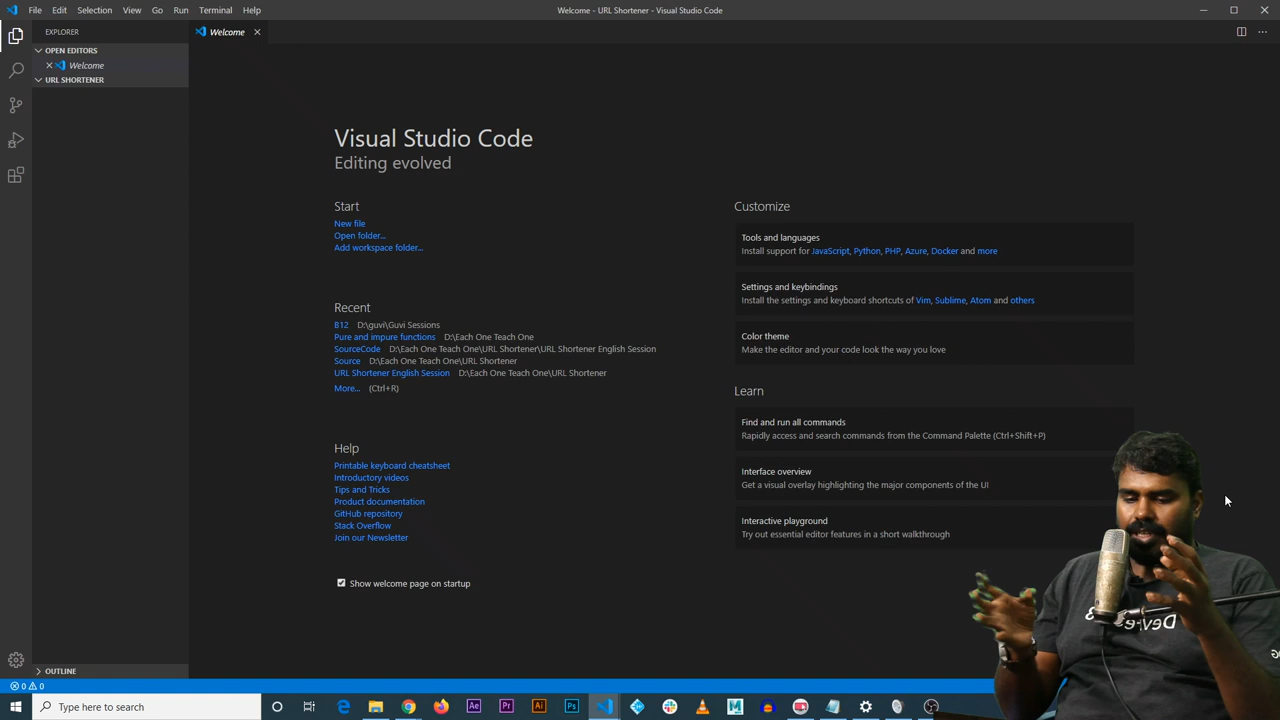 File Edit Selection View Go Run Terminal Help
Welcome - URL Shortener - Visual Studio Code
EXPLORER
Welcome
OPEN EDITORS
Welcome
URL SHORTENER
Visual Studio Code
Editing evolved
Start
New file
Open folder...
Add workspace folder...
Recent
B12 D:\guvi\Guvi Sessions
Pure and impure functions D:\Each One Teach One
SourceCode D:\Each One Teach One\URL Shortener\URL Shortener English Session
Source D:\Each One Teach One\URL Shortener
URL Shortener English Session D:\Each One Teach One\URL Shortener
More... (Ctrl+R)
Help
Printable keyboard cheatsheet
Introductory videos
Tips and Tricks
Product documentation
GitHub repository
Stack Overflow
Join our Newsletter
Show welcome page on startup
Customize
Tools and languages
Install support for JavaScript, Python, PHP, Azure, Docker and more
Settings and keybindings
Install the settings and keyboard shortcuts of Vim, Sublime, Atom and others
Color theme
Make the editor and your code look the way you love
Learn
Find and run all commands
Rapidly access and search commands from the Command Palette (Ctrl+Shift+P)
Interface overview
Get a visual overlay highlighting the major components of the UI
Interactive playground
Try out essential editor features in a short walkthrough
OUTLINE
0 0
Type here to search
Ae Pr Ai Ps